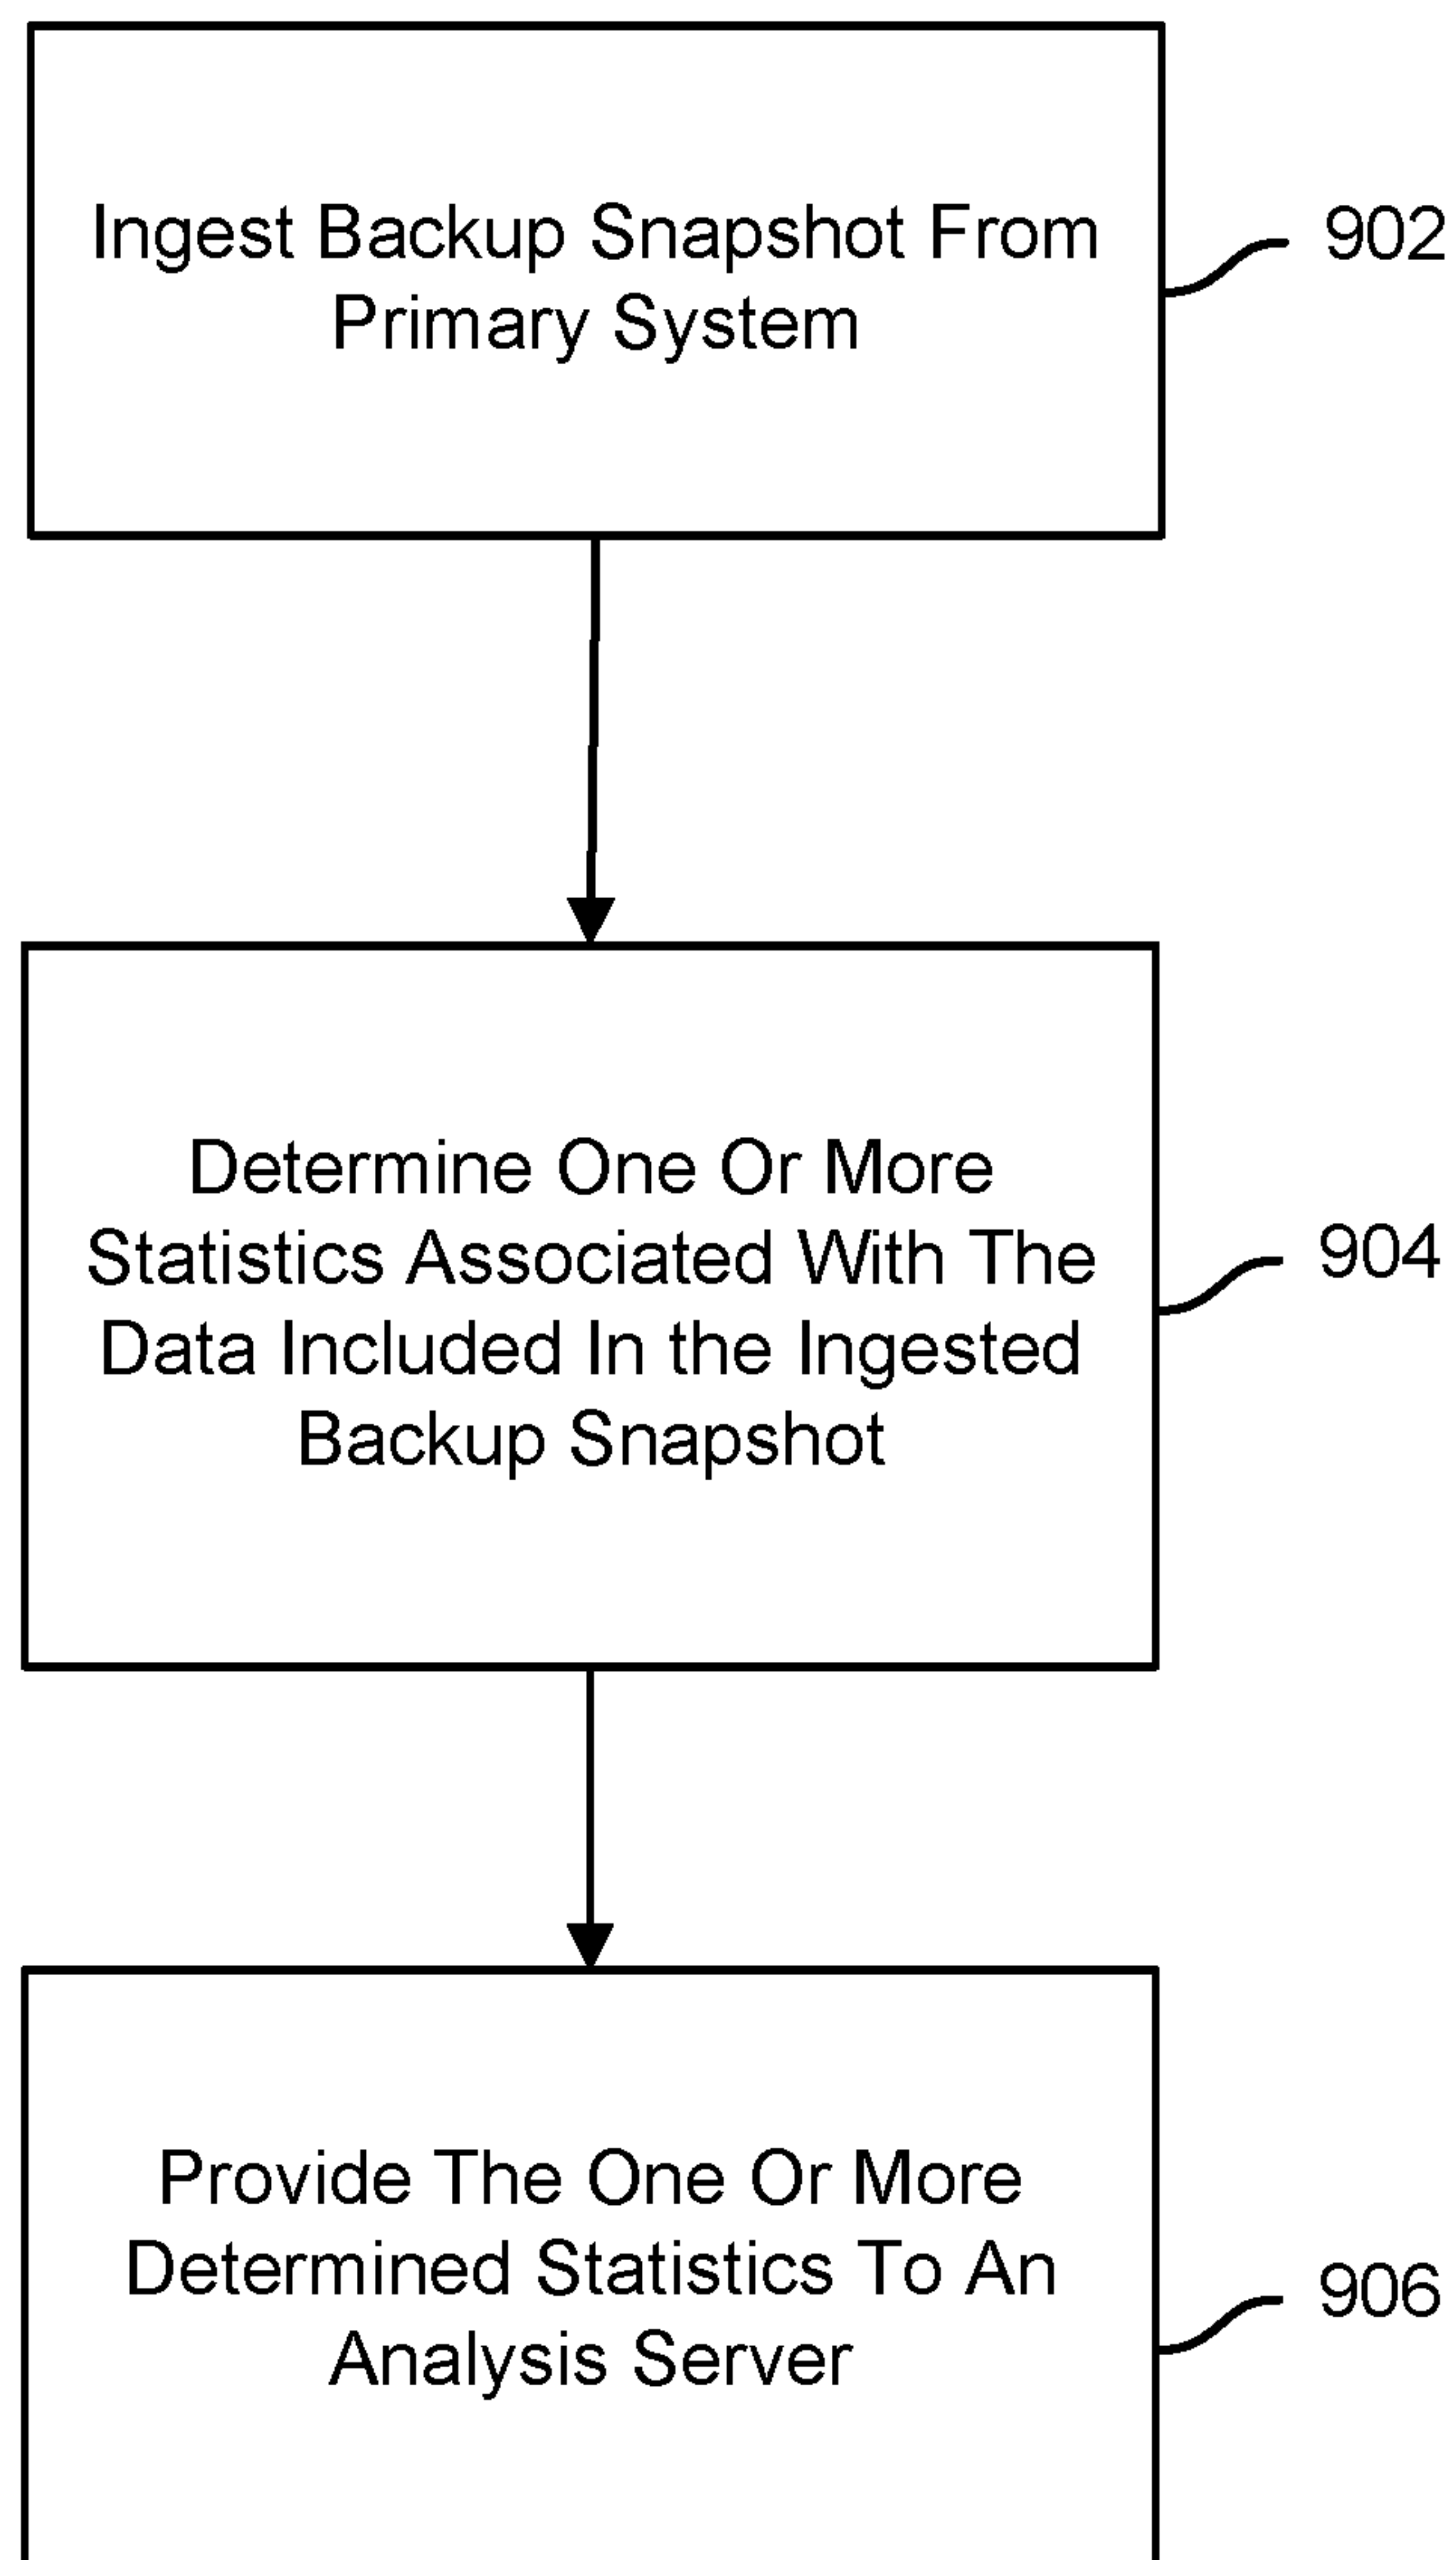 Ingest Backup Snapshot From
Primary System
902
Determine One Or More
Statistics Associated With The
Data Included In the Ingested
Backup Snapshot
904
Provide The One Or More
Determined Statistics To An
Analysis Server
906